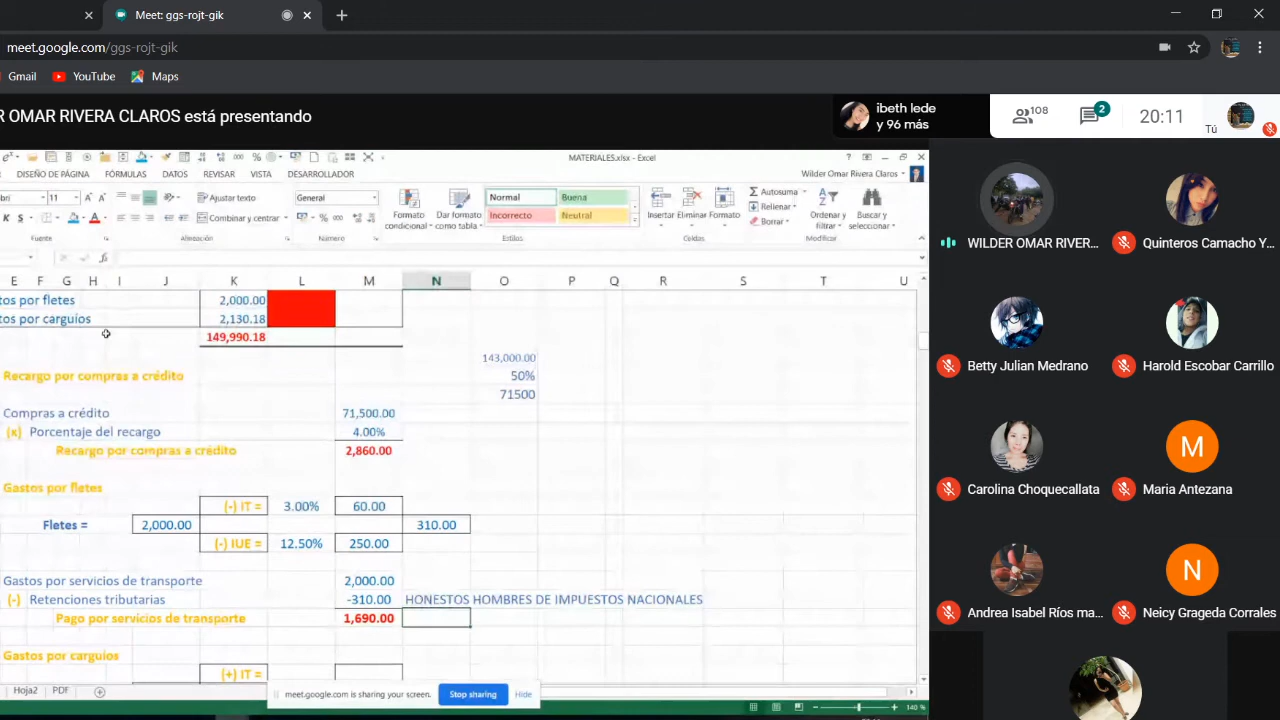 Meet: ggs-rojt-gik
meet.google.com/ggs-rojt-gik
Gmail YouTube Maps
R OMAR RIVERA CLAROS está presentando
ibeth lede
y 96 más
108
2
20:11
Tú
MATERIALES.xlsx - Excel
DISEÑO DE PÁGINA FÓRMULAS DATOS REVISAR VISTA DESARROLLADOR
Wilder Omar Rivera Claros
bri 11 Ajustar texto General Normal Buena
K S Combinar y centrar Incorrecto Neutral
Formato condicional Dar formato como tabla Insertar Eliminar Formato
Autosuma
Rellenar
Borrar
Ordenar y filtrar Buscar y seleccionar
Fuente Alineación Número Estilos Celdas Modificar
E F G H I J K L M N O P Q R S T U
tos por fletes 2,000.00
tos por carguíos 2,130.18
149,990.18
143,000.00
Recargo por compras a crédito 50%
71500
Compras a crédito 71,500.00
(x) Porcentaje del recargo 4.00%
Recargo por compras a crédito 2,860.00
Gastos por fletes
(-) IT = 3.00% 60.00
Fletes = 2,000.00 310.00
(-) IUE = 12.50% 250.00
Gastos por servicios de transporte 2,000.00
(-) Retenciones tributarias -310.00 HONESTOS HOMBRES DE IMPUESTOS NACIONALES
Pago por servicios de transporte 1,690.00
Gastos por carguíos
(+) IT =
Hoja2 PDF
meet.google.com is sharing your screen. Stop sharing Hide
140 %
WILDER OMAR RIVER...
Quinteros Camacho Y...
Betty Julian Medrano
Harold Escobar Carrillo
Carolina Choquecallata
M
Maria Antezana
Andrea Isabel Ríos ma...
N
Neicy Grageda Corrales